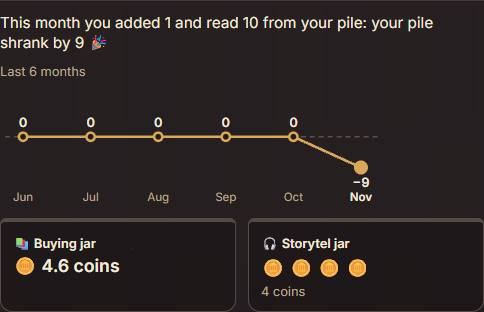 This month you added 1 and read 10 from your pile: your pile
shrank by 9 🎉
Last 6 months
0 0 0 0 0
−9
Jun Jul Aug Sep Oct Nov
Buying jar
4.6 coins
Storytel jar
4 coins